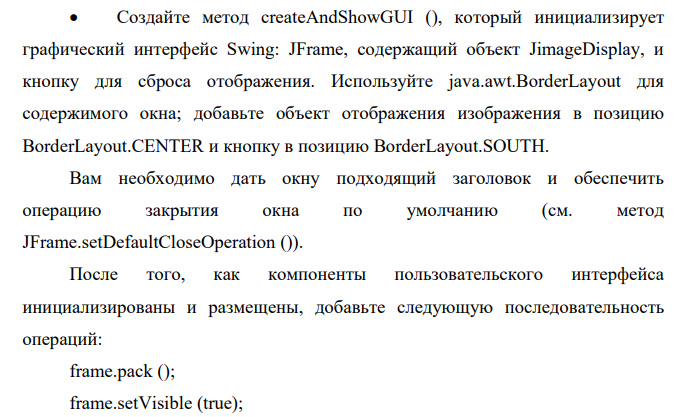 • Создайте метод createAndShowGUI (), который инициализирует
графический интерфейс Swing: JFrame, содержащий объект JimageDisplay, и
кнопку для сброса отображения. Используйте java.awt.BorderLayout для
содержимого окна; добавьте объект отображения изображения в позицию
BorderLayout.CENTER и кнопку в позицию BorderLayout.SOUTH.
Вам необходимо дать окну подходящий заголовок и обеспечить
операцию закрытия окна по умолчанию (см. метод
JFrame.setDefaultCloseOperation ()).
После того, как компоненты пользовательского интерфейса
инициализированы и размещены, добавьте следующую последовательность
операций:
frame.pack ();
frame.setVisible (true);